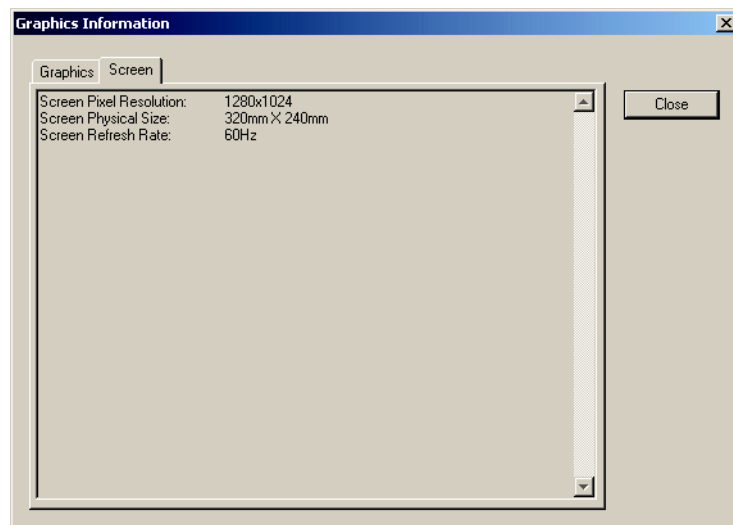 Graphics Information
Graphics Screen
Screen Pixel Resolution: 1280x1024
Screen Physical Size: 320mm X 240mm
Screen Refresh Rate: 60Hz
Close